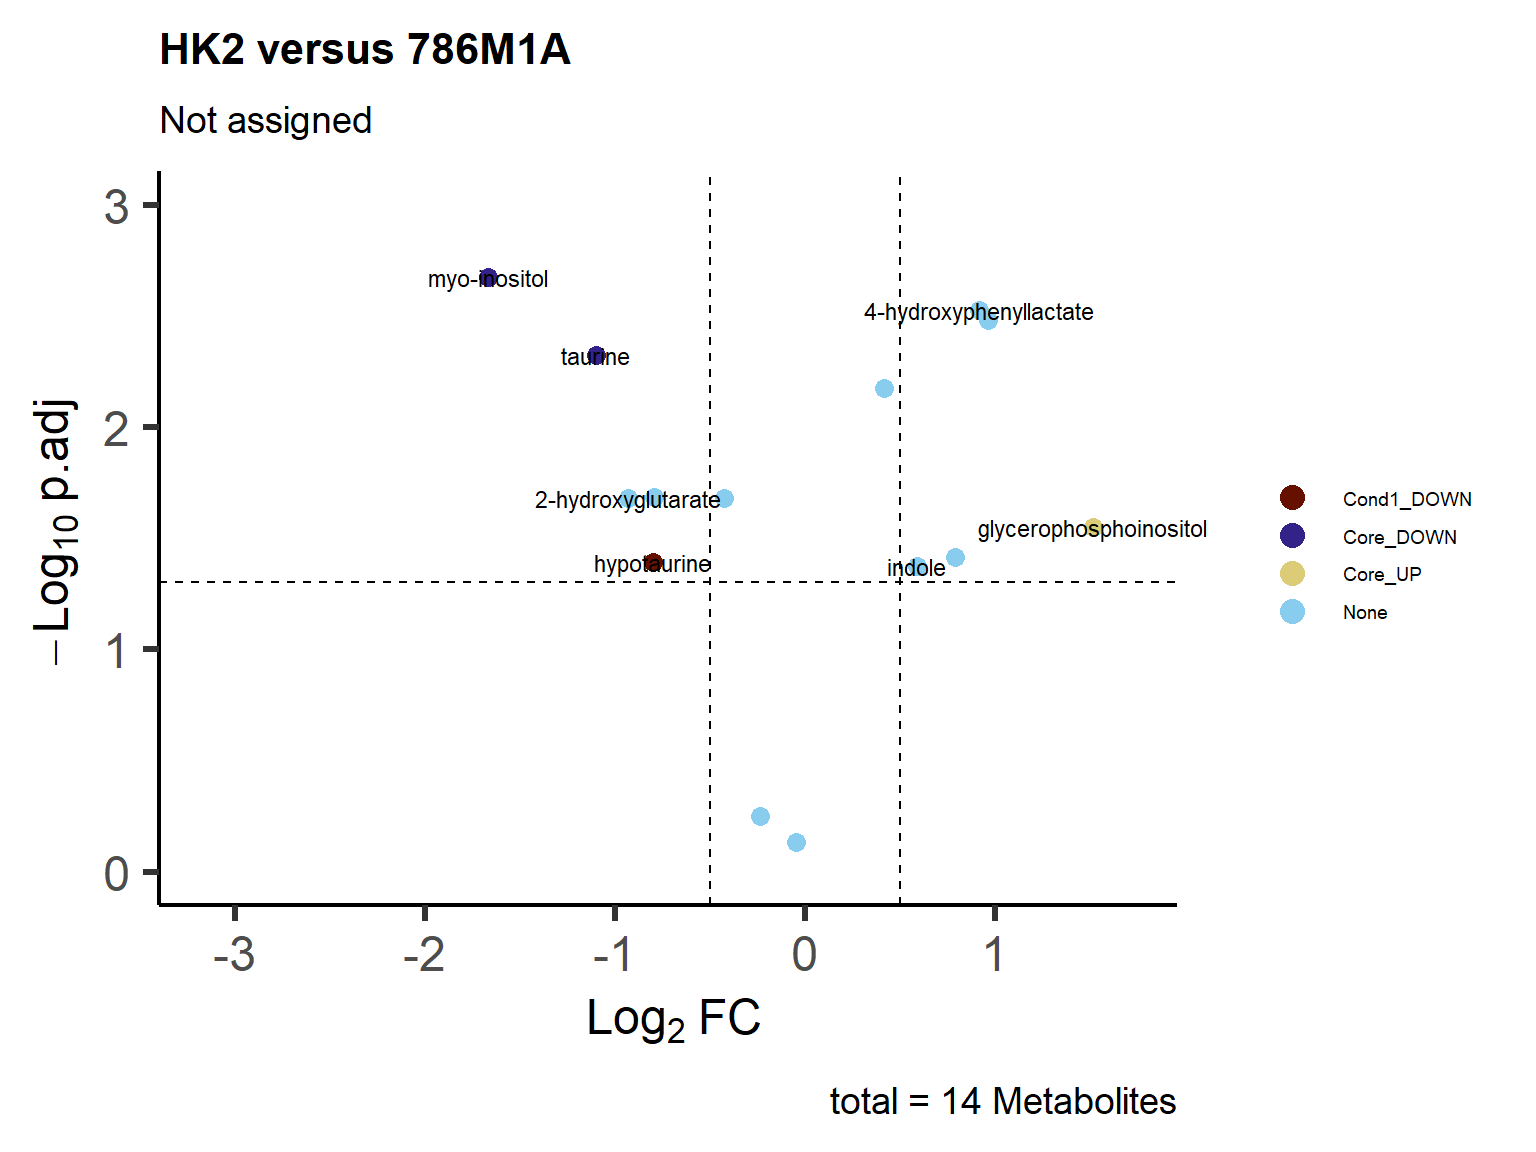 HK2 versus 786M1A
Not assigned
3
2
1
0
−Log10 p.adj
myo-inositol
4-hydroxyphenyllactate
taurine
2-hydroxyglutarate
glycerophosphoinositol
hypotaurine
indole
Cond1_DOWN
Core_DOWN
Core_UP
None
-3 -2 -1 0 1
Log2 FC
total = 14 Metabolites